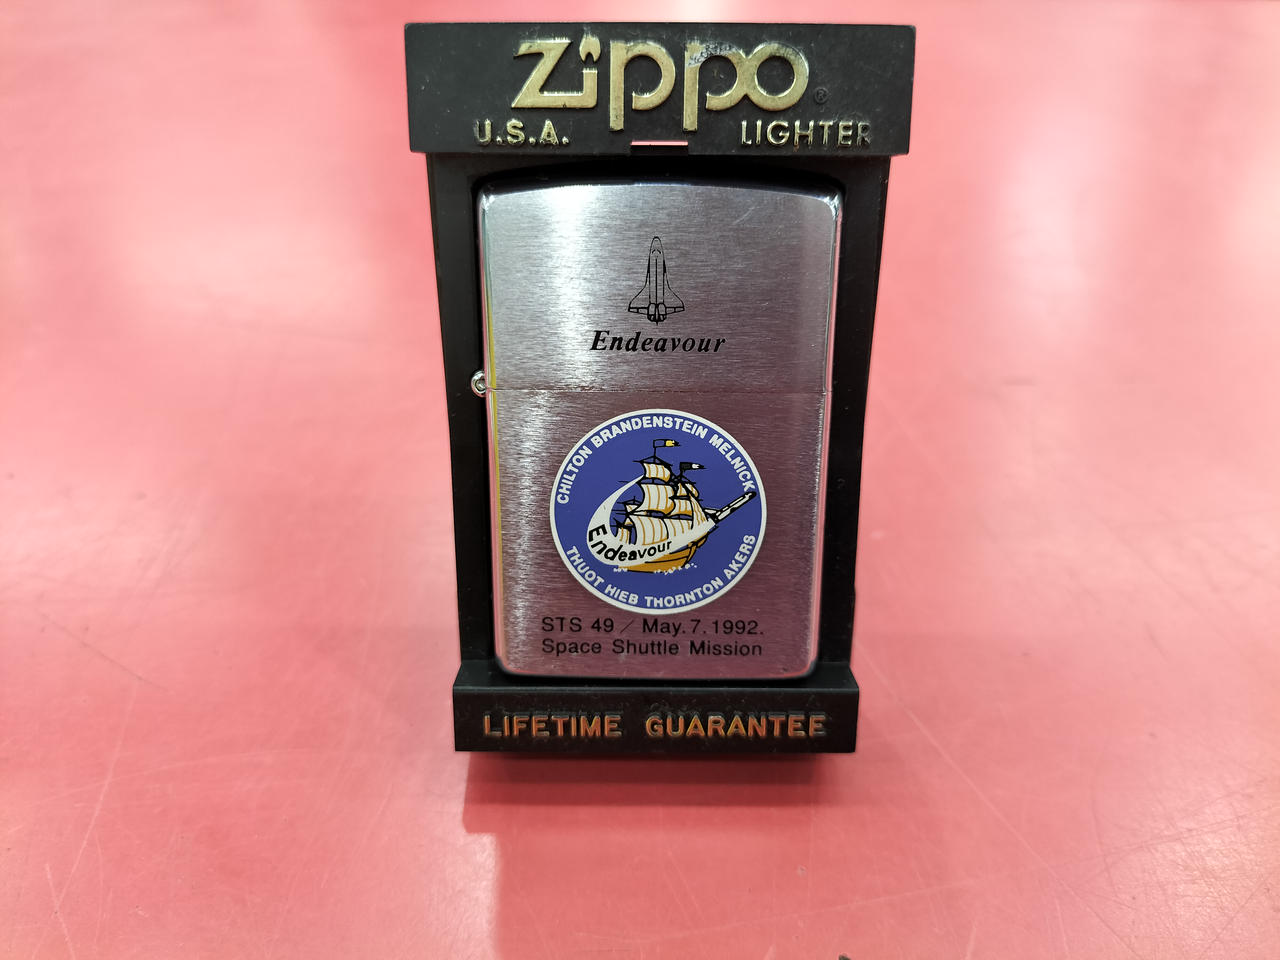 Zippo®
U.S.A. LIGHTER
Endeavour
CHILTON BRANDENSTEIN MELNICK
Endeavour
THUOT HIEB THORNTON AKERS
STS 49 / May. 7. 1992.
Space Shuttle Mission
LIFETIME GUARANTEE